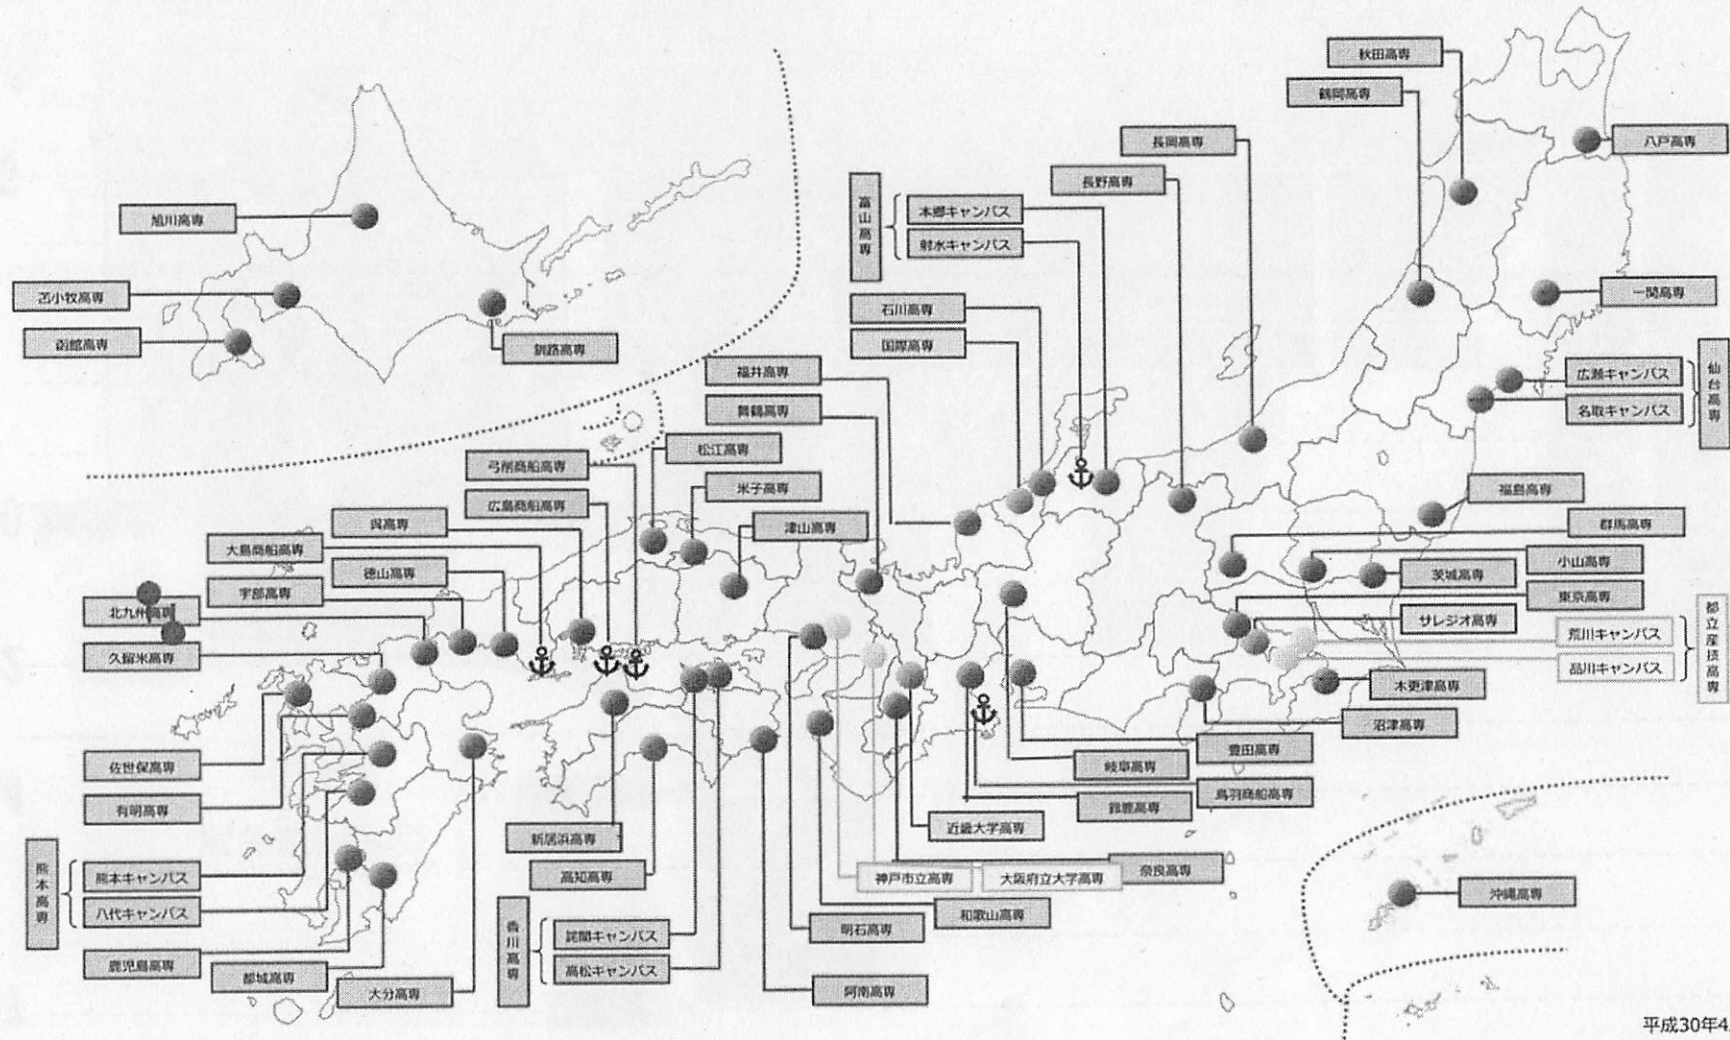 秋田高専
鶴岡高専
八戸高専
長岡高専
長野高専
富山高専
本郷キャンパス
射水キャンパス
旭川高専
苫小牧高専
函館高専
釧路高専
石川高専
国際高専
一関高専
福井高専
舞鶴高専
広瀬キャンパス
名取キャンパス
仙台高専
松江高専
弓削商船高専
米子高専
広島商船高専
福島高専
呉高専
津山高専
群馬高専
大島商船高専
徳山高専
小山高専
茨城高専
宇部高専
東京高専
北九州高専
サレジオ高専
荒川キャンパス
品川キャンパス
都立産技高専
久留米高専
木更津高専
沼津高専
豊田高専
佐世保高専
岐阜高専
有明高専
鳥羽商船高専
鈴鹿高専
近畿大学高専
新居浜高専
高知高専
奈良高専
神戸市立高専
大阪府立大学高専
熊本高専
熊本キャンパス
八代キャンパス
沖縄高専
和歌山高専
明石高専
香川高専
詫間キャンパス
高松キャンパス
鹿児島高専
都城高専
大分高専
阿南高専
平成30年4